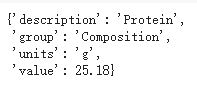 {'description': 'Protein',
 'group': 'Composition',
 'units': 'g',
 'value': 25.18}